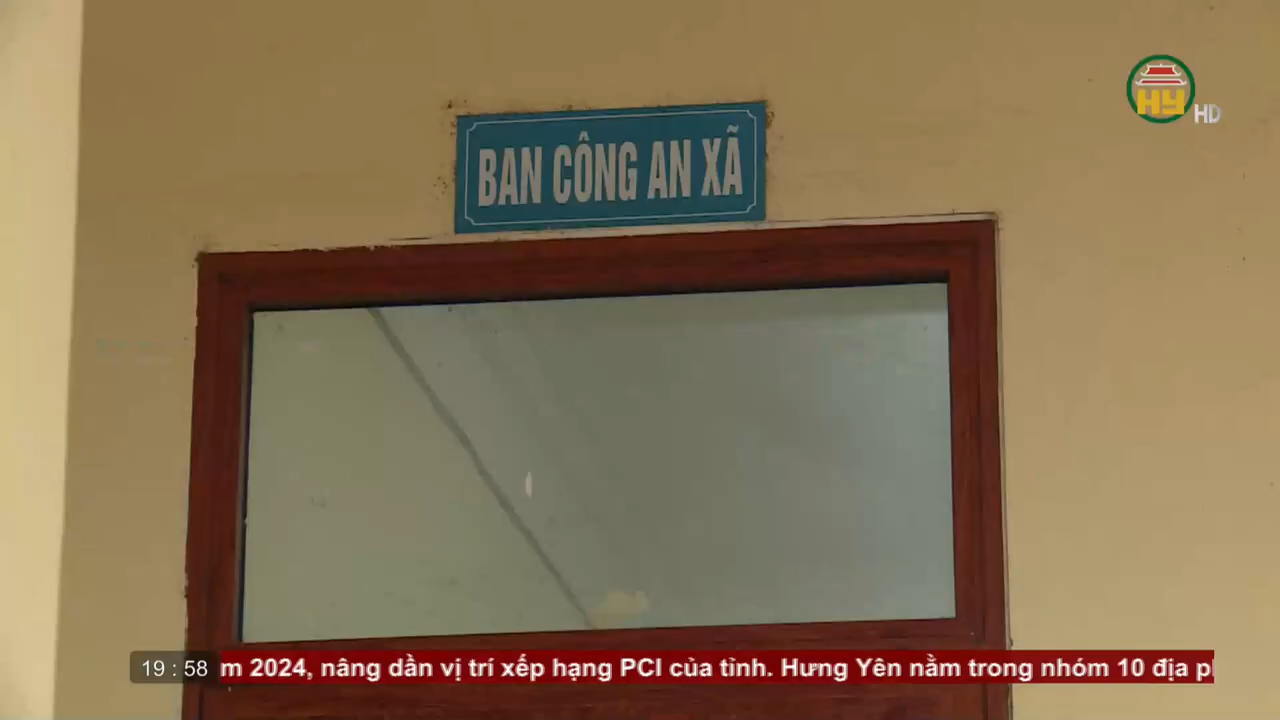 HY HD
BAN CÔNG AN XÃ
19 : 58
2024, nâng dần vị trí xếp hạng PCI của tỉnh. Hưng Yên nằm trong nhóm 10 địa